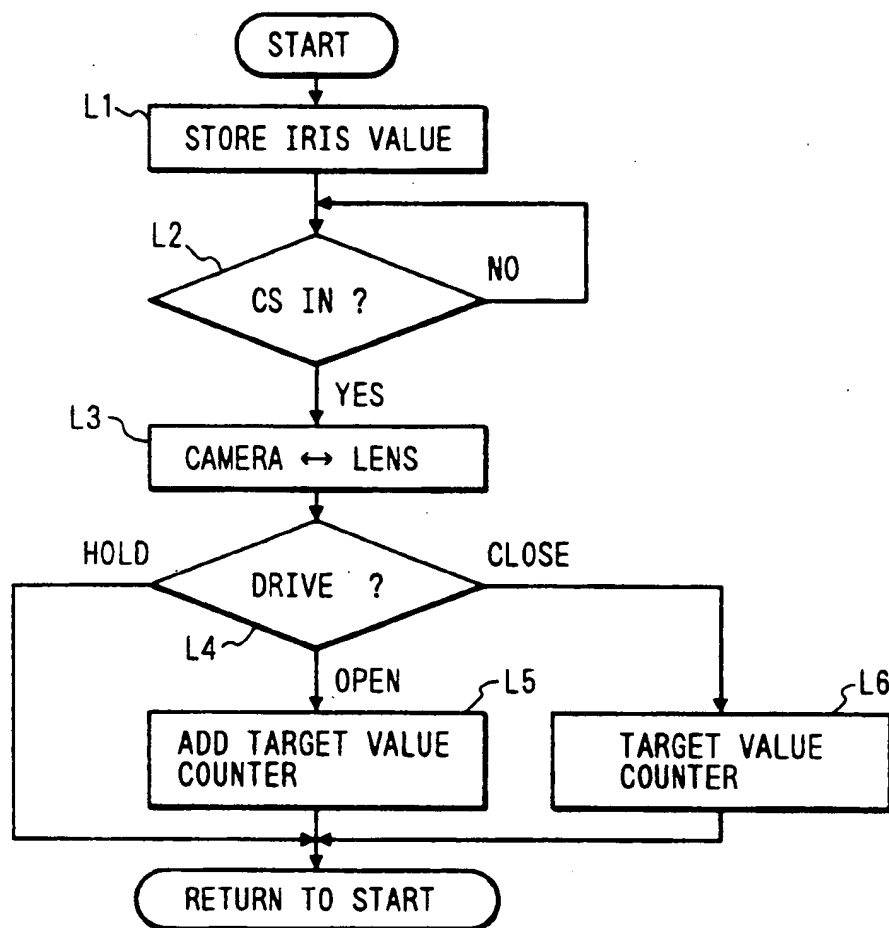 START
L1
STORE IRIS VALUE
L2
CS IN ?
NO
YES
L3
CAMERA ↔ LENS
HOLD
DRIVE ?
CLOSE
L4
OPEN
L5
ADD TARGET VALUE
COUNTER
L6
TARGET VALUE
COUNTER
RETURN TO START